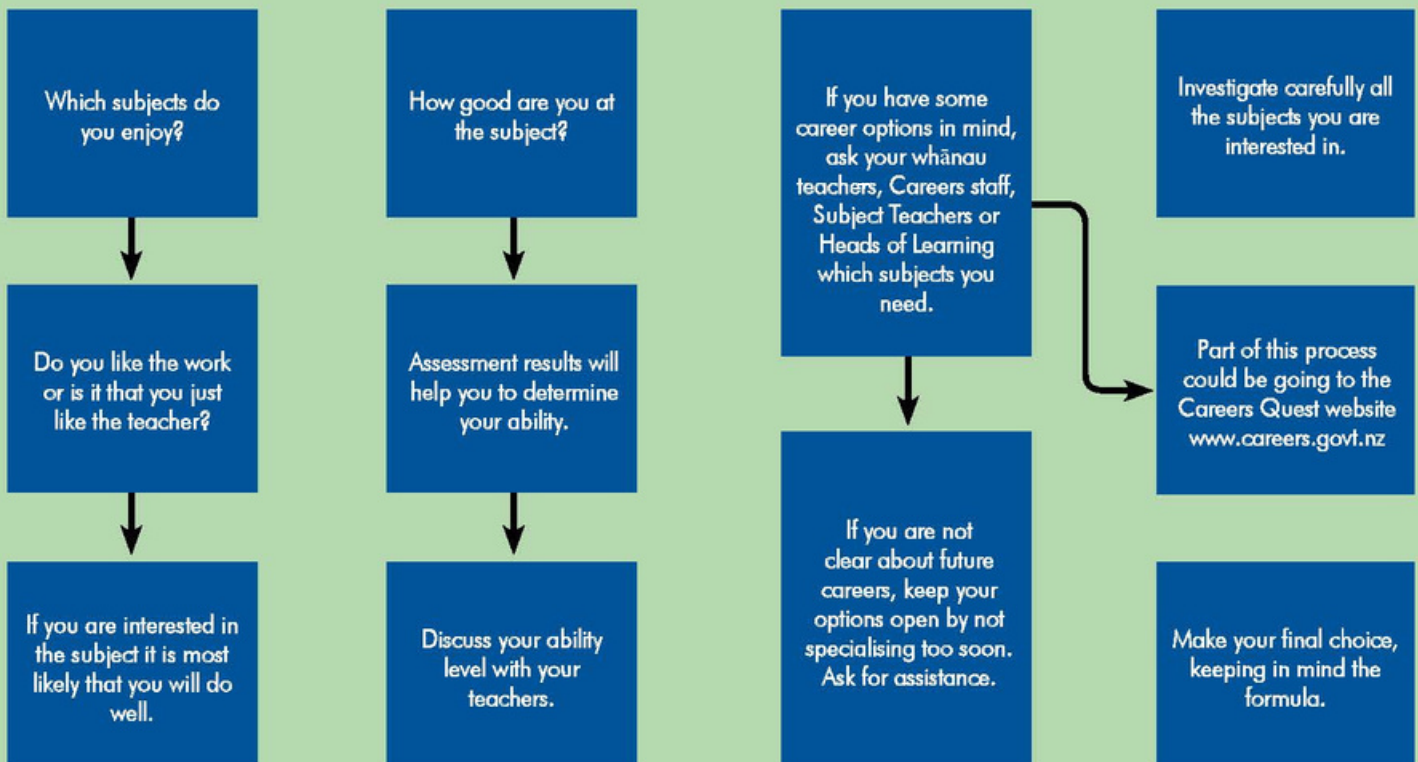 Which subjects do
you enjoy?
Do you like the work
or is it that you just
like the teacher?
If you are interested in
the subject it is most
likely that you will do
well.
How good are you at
the subject?
Assessment results will
help you to determine
your ability.
Discuss your ability
level with your
teachers.
If you have some
career options in mind,
ask your whānau
teachers, Careers staff,
Subject Teachers or
Heads of Learning
which subjects you
need.
If you are not
clear about future
careers, keep your
options open by not
specialising too soon.
Ask for assistance.
Investigate carefully all
the subjects you are
interested in.
Part of this process
could be going to the
Careers Quest website
www.careers.govt.nz
Make your final choice,
keeping in mind the
formula.